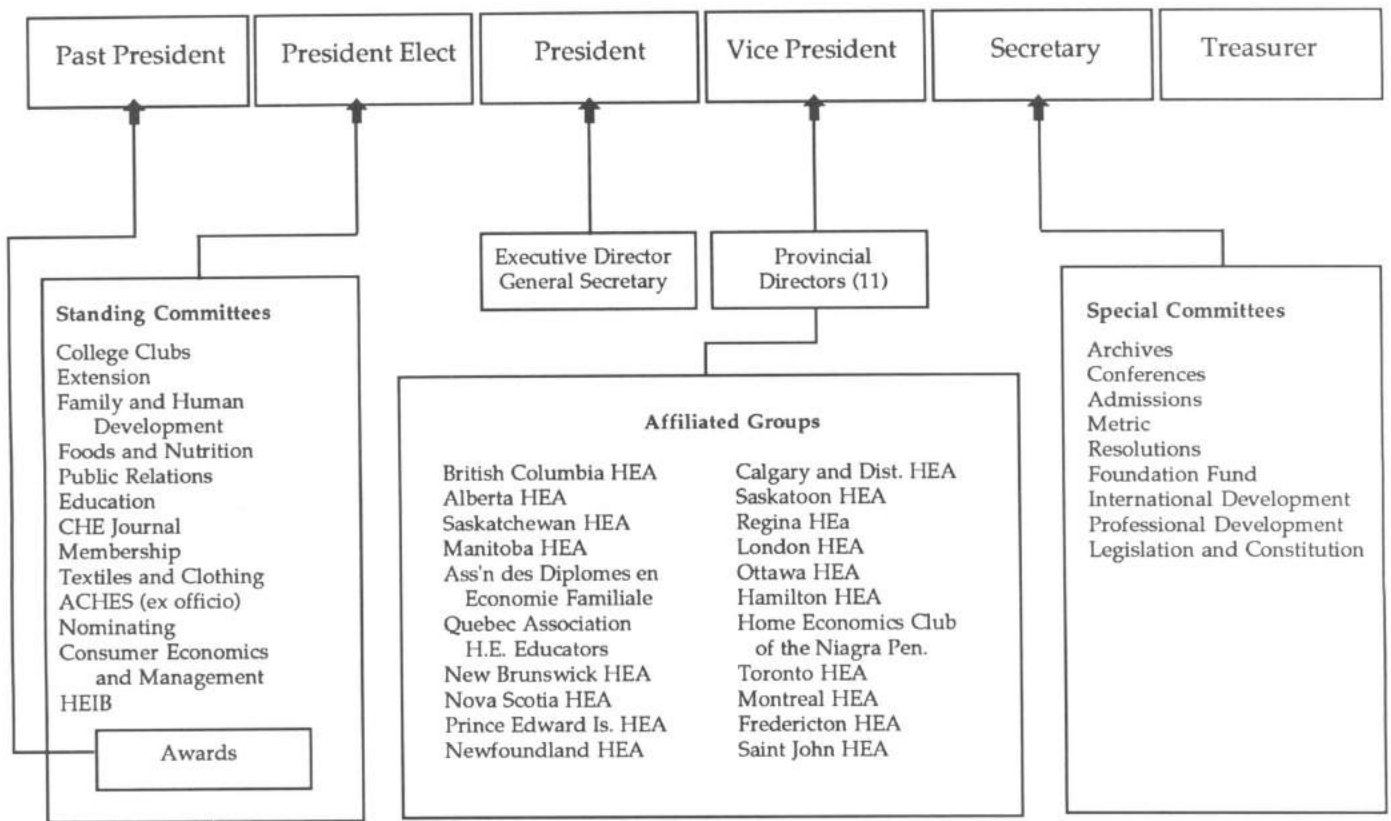 Past President
President Elect
President
Vice President
Secretary
Treasurer
Executive Director
General Secretary
Provincial
Directors (11)
Standing Committees
College Clubs
Extension
Family and Human
Development
Foods and Nutrition
Public Relations
Education
CHE Journal
Membership
Textiles and Clothing
ACHES (ex officio)
Nominating
Consumer Economics
and Management
HEIB
Awards
Affiliated Groups
British Columbia HEA
Alberta HEA
Saskatchewan HEA
Manitoba HEA
Ass'n des Diplomes en
Economie Familiale
Quebec Association
H.E. Educators
New Brunswick HEA
Nova Scotia HEA
Prince Edward Is. HEA
Newfoundland HEA
Calgary and Dist. HEA
Saskatoon HEA
Regina HEa
London HEA
Ottawa HEA
Hamilton HEA
Home Economics Club
of the Niagra Pen.
Toronto HEA
Montreal HEA
Fredericton HEA
Saint John HEA
Special Committees
Archives
Conferences
Admissions
Metric
Resolutions
Foundation Fund
International Development
Professional Development
Legislation and Constitution